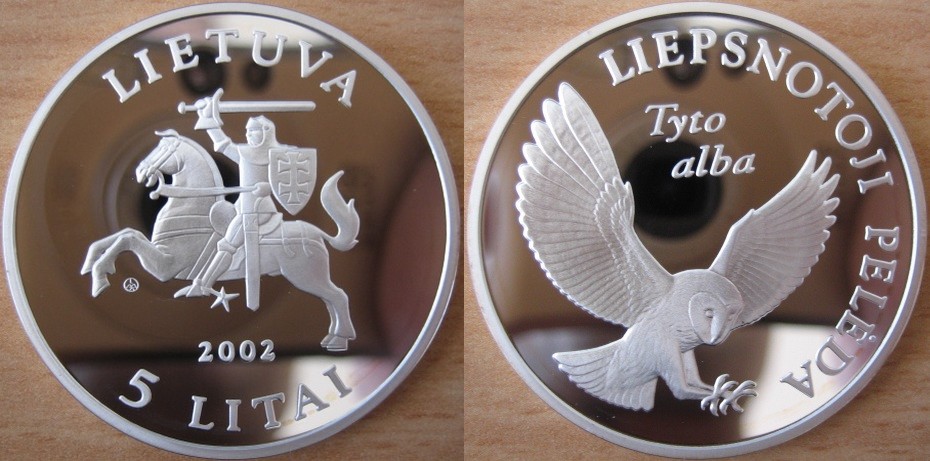 LIETUVA
2002
5 LITAI
LIEPSNOTOJI PELĖDA
Tyto
alba